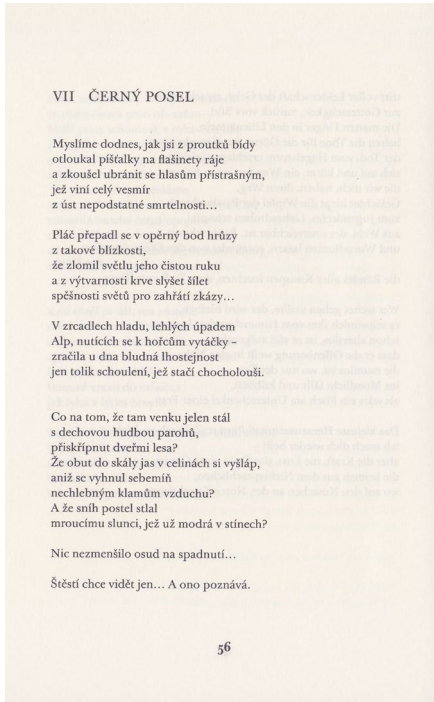 VII ČERNÝ POSEL
Myslíme dodnes, jak jsi z proutků bídy
otloukal píšťalky na flašinety ráje
a zkoušel ubránit se hlasům přístrašným,
jež viní celý vesmír
z úst nepodstatné smrtelnosti...
Pláč přepadl se v opěrný bod hrůzy
z takové blízkosti,
že zlomil světlu jeho čistou ruku
a z výtvarnosti krve slyšet šílet
spěšnosti světů pro zahřátí zkázy...
V zrcadlech hladu, lehlých úpadem
Alp, nutících se k hořcům vytáčky –
zračila u dna bludná lhostejnost
jen tolik schoulení, jež stačí chocholouši.
Co na tom, že tam venku jelen stál
s dechovou hudbou parohů,
přiskřípnut dveřmi lesa?
Že obut do skály jas v celinách si vyšláp,
aniž se vyhnul sebemíň
nechlebným klamům vzduchu?
A že sníh postel stlal
mroucímu slunci, jež už modrá v stínech?
Nic nezmenšilo osud na spadnutí...
Štěstí chce vidět jen... A ono poznává.
56